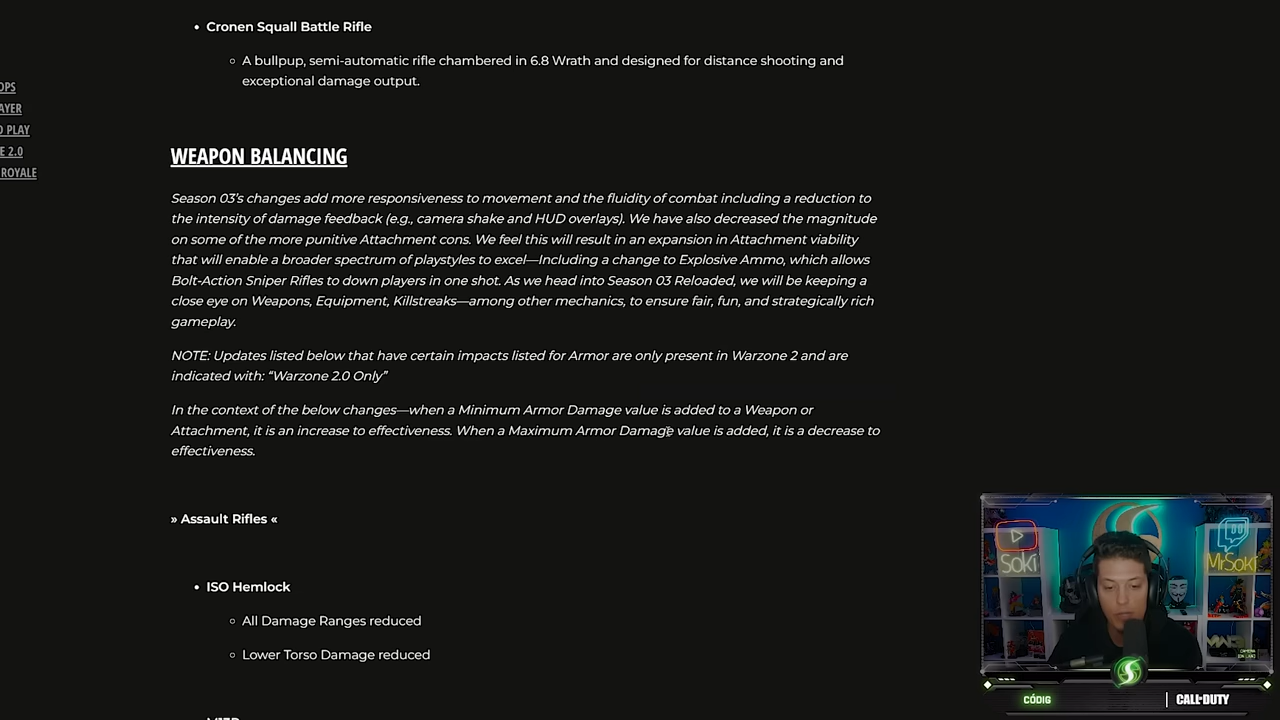 Cronen Squall Battle Rifle
A bullpup, semi-automatic rifle chambered in 6.8 Wrath and designed for distance shooting and
exceptional damage output.
OPS
AYER
O PLAY
E 2.0
ROYALE
WEAPON BALANCING
Season 03's changes add more responsiveness to movement and the fluidity of combat including a reduction to
the intensity of damage feedback (e.g., camera shake and HUD overlays). We have also decreased the magnitude
on some of the more punitive Attachment cons. We feel this will result in an expansion in Attachment viability
that will enable a broader spectrum of playstyles to excel—Including a change to Explosive Ammo, which allows
Bolt-Action Sniper Rifles to down players in one shot. As we head into Season 03 Reloaded, we will be keeping a
close eye on Weapons, Equipment, Killstreaks—among other mechanics, to ensure fair, fun, and strategically rich
gameplay.
NOTE: Updates listed below that have certain impacts listed for Armor are only present in Warzone 2 and are
indicated with: “Warzone 2.0 Only”
In the context of the below changes—when a Minimum Armor Damage value is added to a Weapon or
Attachment, it is an increase to effectiveness. When a Maximum Armor Damage value is added, it is a decrease to
effectiveness.
» Assault Rifles «
ISO Hemlock
All Damage Ranges reduced
Lower Torso Damage reduced
Soki
MrSoki
CÓDIG
CALL OF DUTY